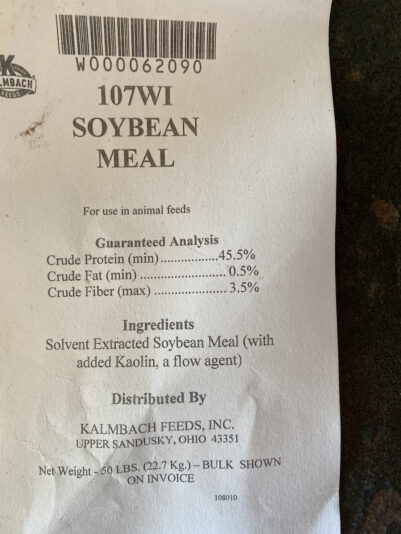 W000062090
K
LMBACH
FEEDS
107WI
SOYBEAN
MEAL
For use in animal feeds
Guaranteed Analysis
Crude Protein (min).................45.5%
Crude Fat (min) .......................... 0.5%
Crude Fiber (max) ...................... 3.5%
Ingredients
Solvent Extracted Soybean Meal (with
added Kaolin, a flow agent)
Distributed By
KALMBACH FEEDS, INC.
UPPER SANDUSKY, OHIO 43351
Net Weight - 50 LBS. (22.7 Kg.) – BULK SHOWN
ON INVOICE
108010